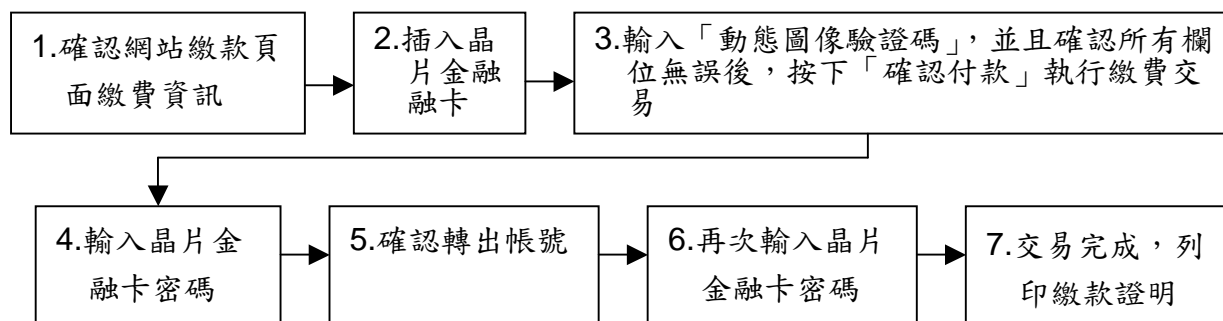 1.確認網站繳款頁
面繳費資訊
2.插入晶
片金融
融卡
3.輸入「動態圖像驗證碼」，並且確認所有欄
位無誤後，按下「確認付款」執行繳費交
易
4.輸入晶片金
融卡密碼
5.確認轉出帳號
6.再次輸入晶片
金融卡密碼
7.交易完成，列
印繳款證明